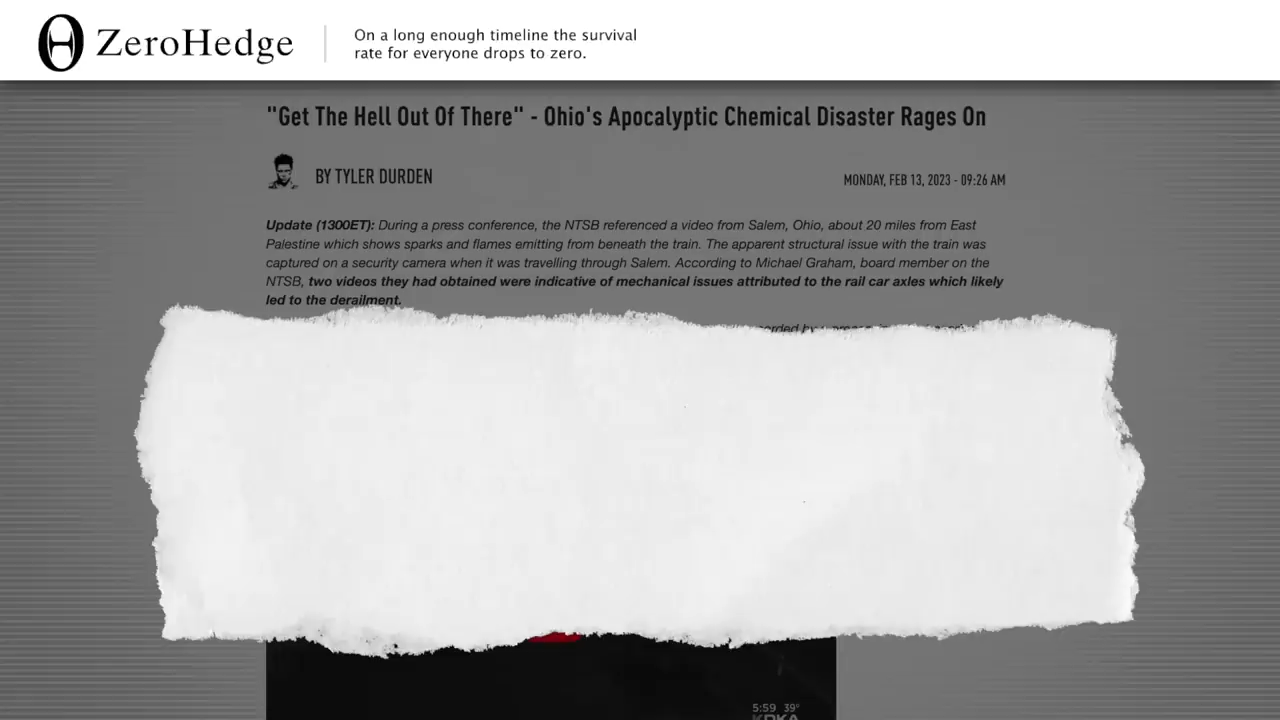 ZeroHedge
On a long enough timeline the survival
rate for everyone drops to zero.
"Get The Hell Out Of There" - Ohio's Apocalyptic Chemical Disaster Rages On
BY TYLER DURDEN
MONDAY, FEB 13, 2023 - 09:26 AM
Update (1300ET): During a press conference, the NTSB referenced a video from Salem, Ohio, about 20 miles from East
Palestine which shows sparks and flames emitting from beneath the train. The apparent structural issue with the train was
captured on a security camera when it was travelling through Salem. According to Michael Graham, board member on the
NTSB, two videos they had obtained were indicative of mechanical issues attributed to the rail car axles which likely
led to the derailment.
5:59 39°
KDKA